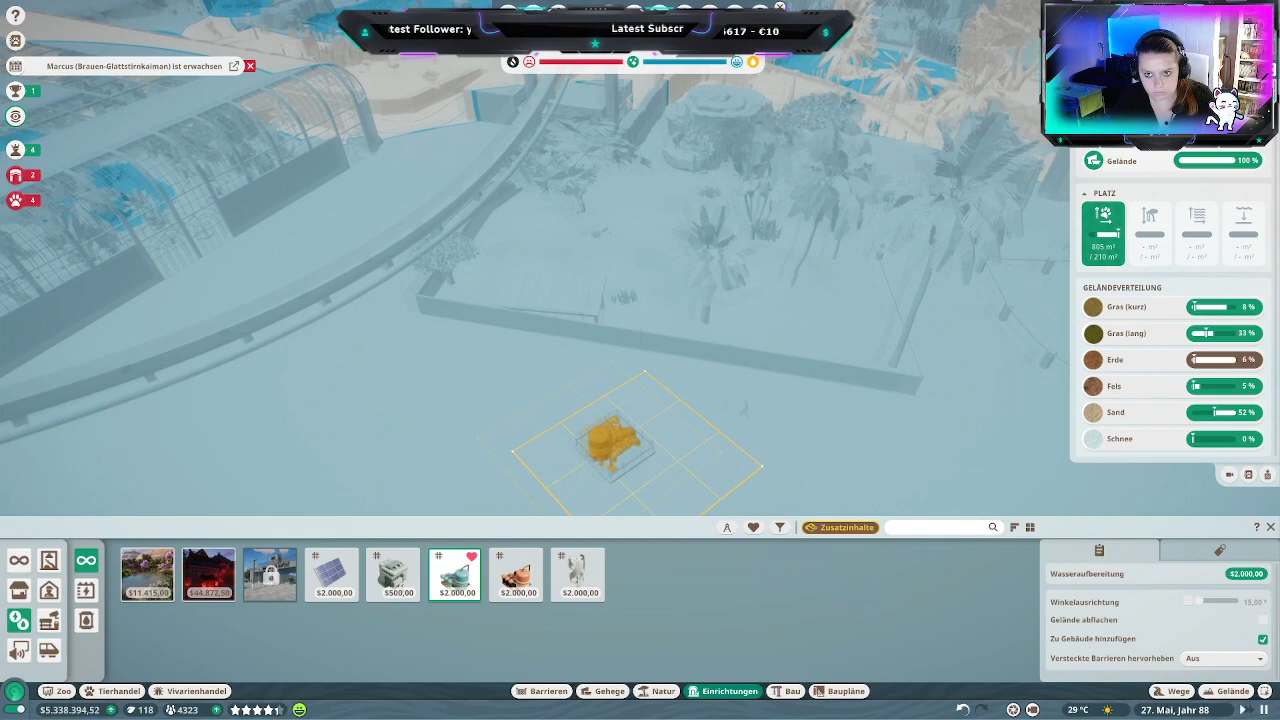 test Follower: y
Latest Subscr
6617 - €10
Marcus (Brauen-Glattstirnkaiman) ist erwachsen
1
4
2
4
Gelände
100 %
PLATZ
805 m²
/ 210 m²
- m²
/ - m²
- m²
/ - m²
- m²
/ - m²
GELÄNDEVERTEILUNG
Gras (kurz)
8 %
Gras (lang)
33 %
Erde
6 %
Fels
5 %
Sand
52 %
Schnee
0 %
Zusatzinhalte
?
$11.415,00
$44.872,50
$2.000,00
$500,00
$2.000,00
$2.000,00
$2.000,00
Wasseraufbereitung
$2.000,00
Winkelausrichtung
15,00 °
Gelände abflachen
Zu Gebäude hinzufügen
Versteckte Barrieren hervorheben
Aus
Zoo
Tierhandel
Vivarienhandel
Barrieren
Gehege
Natur
Einrichtungen
Bau
Baupläne
Wege
Gelände
$5.338.394,52
118
4323
29 °C
27. Mai, Jahr 88